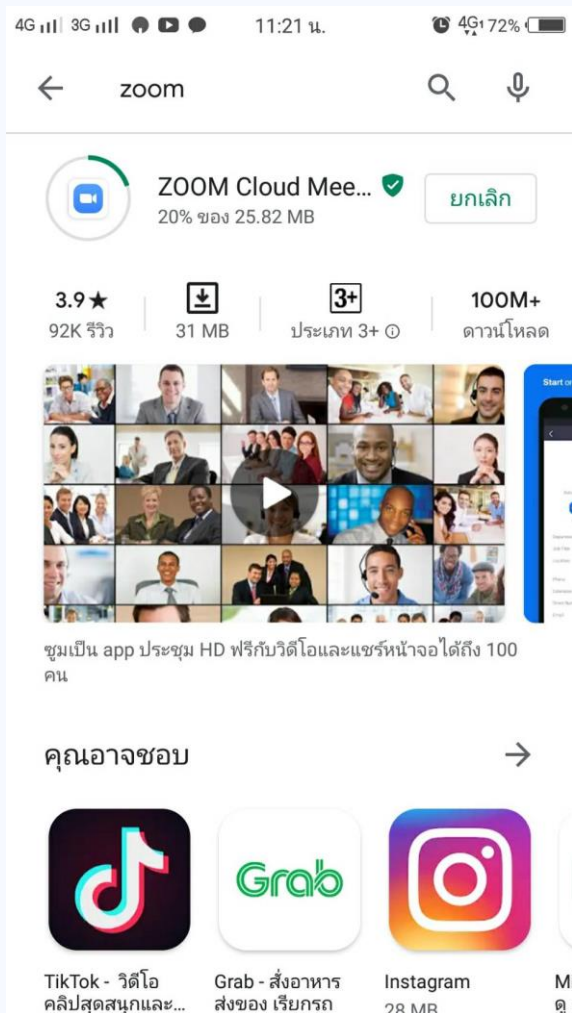 4G 3G 11:21 น. 4G 72%
zoom
ZOOM Cloud Mee...
20% ของ 25.82 MB
ยกเลิก
3.9★ 3+ 100M+
92K รีวิว 31 MB ประเภท 3+ ดาวน์โหลด
Start
ซูมเป็น app ประชุม HD ฟรีกับวิดีโอและแชร์หน้าจอได้ถึง 100
คน
คุณอาจชอบ
Grab
TikTok - วิดีโอ
คลิปสุดสนุกและ...
Grab - สั่งอาหาร
ส่งของ เรียกรถ
Instagram
28 MB